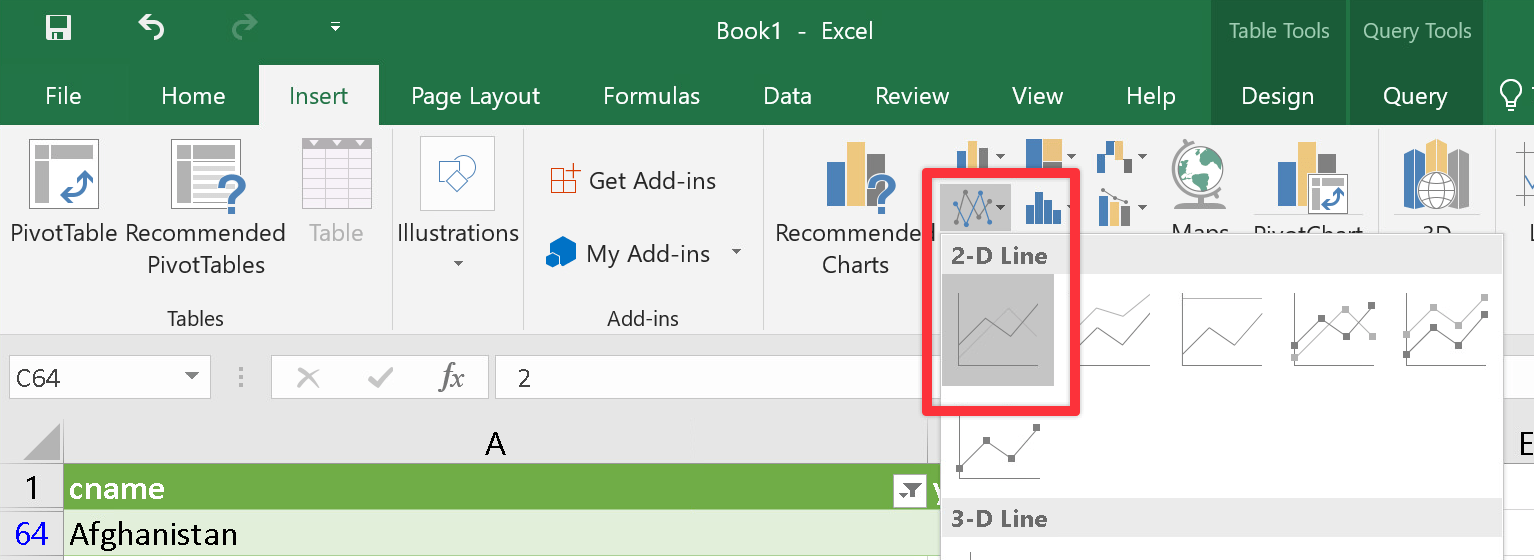 Book1 - Excel
Table Tools
Query Tools
File
Home
Insert
Page Layout
Formulas
Data
Review
View
Help
Design
Query
PivotTable
Recommended
PivotTables
Table
Tables
Illustrations
Get Add-ins
My Add-ins
Add-ins
Recommended
Charts
Maps
PivotChart
3D
2-D Line
3-D Line
C64
fx
2
A
E
1
cname
64
Afghanistan